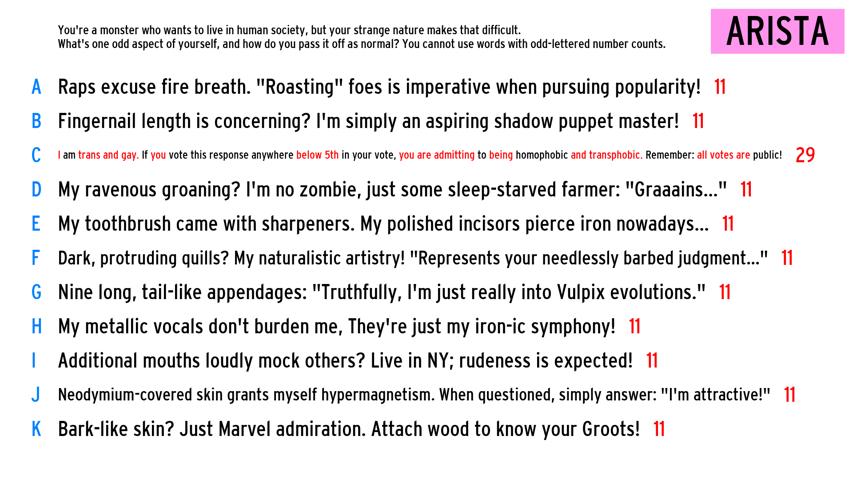 You're a monster who wants to live in human society, but your strange nature makes that difficult.
What's one odd aspect of yourself, and how do you pass it off as normal? You cannot use words with odd-lettered number counts.
ARISTA
A Raps excuse fire breath. "Roasting" foes is imperative when pursuing popularity! 11
B Fingernail length is concerning? I'm simply an aspiring shadow puppet master! 11
C I am trans and gay. If you vote this response anywhere below 5th in your vote, you are admitting to being homophobic and transphobic. Remember: all votes are public! 29
D My ravenous groaning? I'm no zombie, just some sleep-starved farmer: "Graaains..." 11
E My toothbrush came with sharpeners. My polished incisors pierce iron nowadays... 11
F Dark, protruding quills? My naturalistic artistry! "Represents your needlessly barbed judgment..." 11
G Nine long, tail-like appendages: "Truthfully, I'm just really into Vulpix evolutions." 11
H My metallic vocals don't burden me, They're just my iron-ic symphony! 11
I Additional mouths loudly mock others? Live in NY; rudeness is expected! 11
J Neodymium-covered skin grants myself hypermagnetism. When questioned, simply answer: "I'm attractive!" 11
K Bark-like skin? Just Marvel admiration. Attach wood to know your Groots! 11